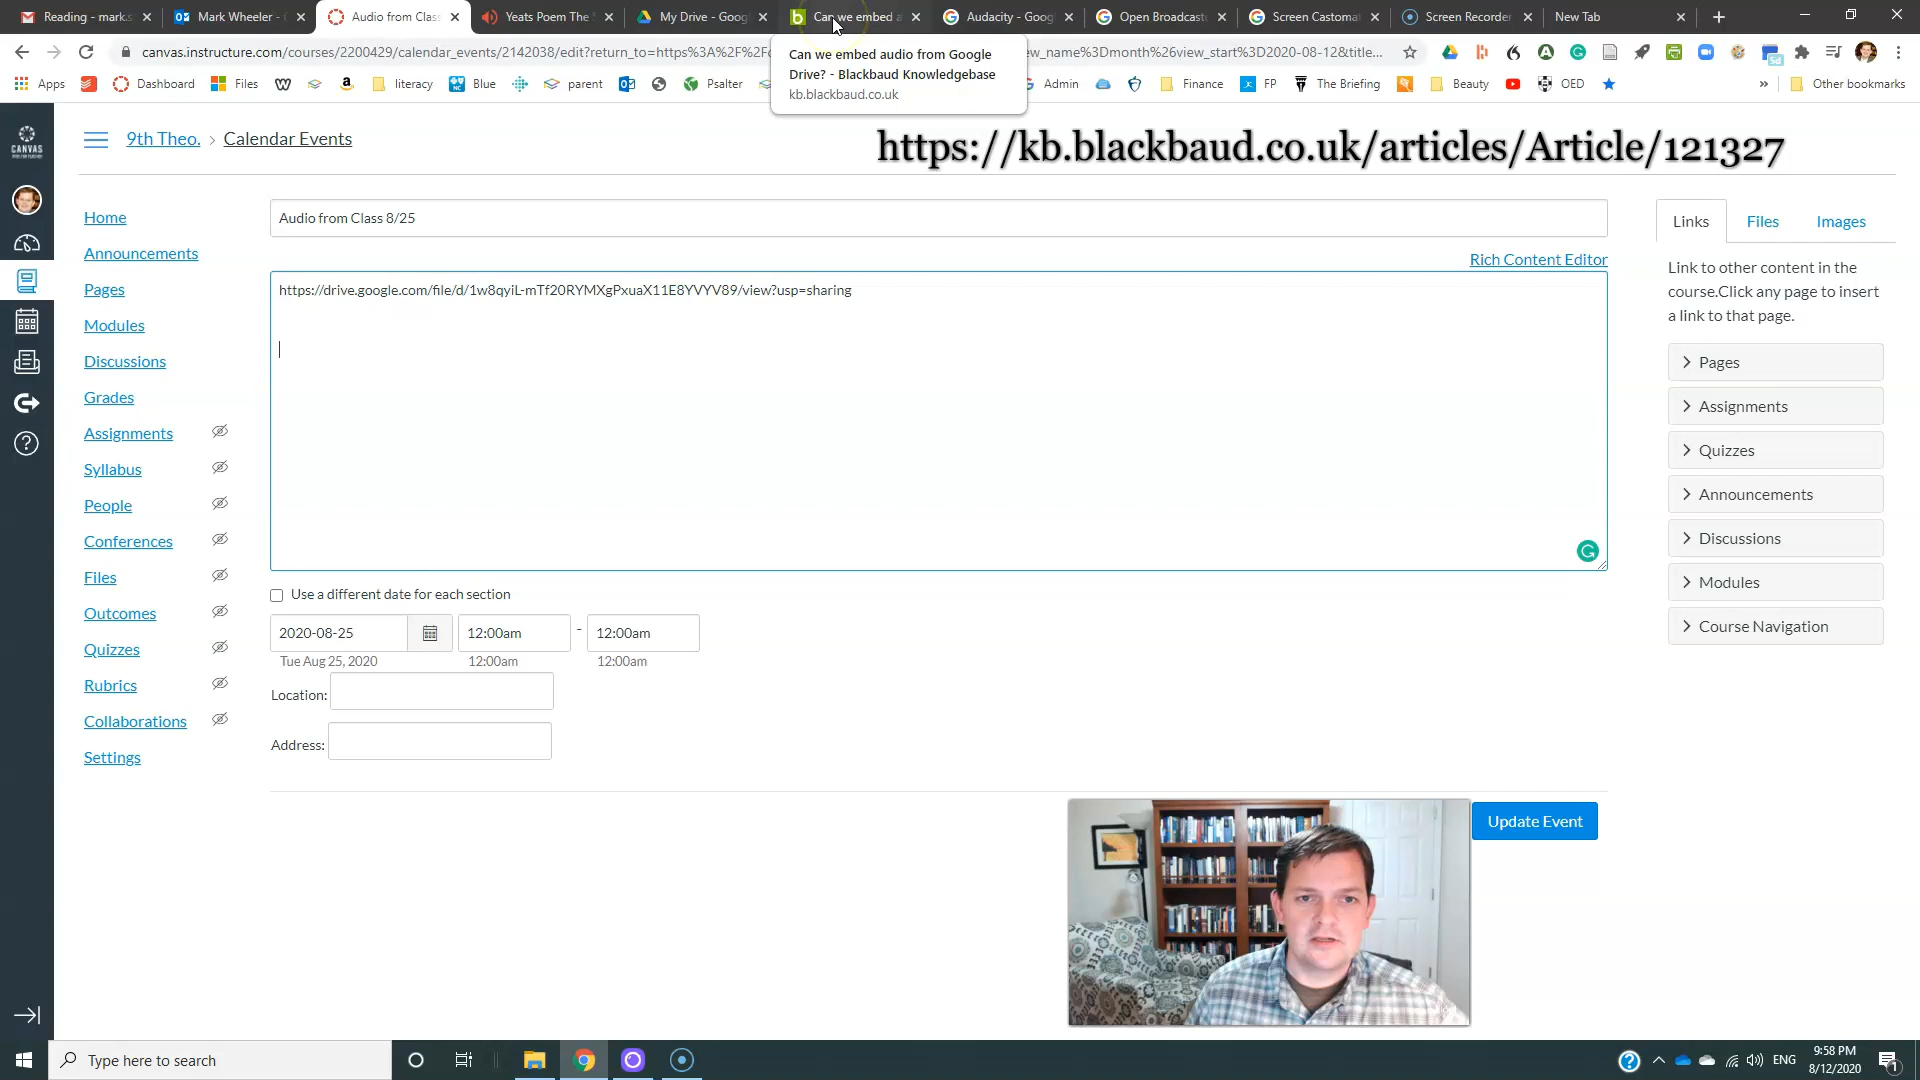 Reading - mark.s
Mark Wheeler - C
Audio from Clas
Yeats Poem The
My Drive - Goog
Can we embed a
Audacity - Goog
Open Broadcast
Screen Castoma
Screen Recorder
New Tab
canvas.instructure.com/courses/2200429/calendar_events/2142038/edit?return_to=https%3A%2F%2F
ew_name%3Dmonth%26view_start%3D2020-08-12&title...
Apps
Dashboard
Files
literacy
Blue
parent
Psalter
Admin
Finance
FP
The Briefing
Beauty
OED
»
Other bookmarks
Can we embed audio from Google
Drive? - Blackbaud Knowledgebase
kb.blackbaud.co.uk
CANVAS
9th Theo. > Calendar Events
https://kb.blackbaud.co.uk/articles/Article/121327
Home
Announcements
Pages
Modules
Discussions
Grades
Assignments
Syllabus
People
Conferences
Files
Outcomes
Quizzes
Rubrics
Collaborations
Settings
Audio from Class 8/25
Rich Content Editor
https://drive.google.com/file/d/1w8qyiL-mTf20RYMXgPxuaX11E8YVYV89/view?usp=sharing
Use a different date for each section
2020-08-25
12:00am - 12:00am
Tue Aug 25, 2020
12:00am
12:00am
Location:
Address:
Update Event
Links
Files
Images
Link to other content in the
course.Click any page to insert
a link to that page.
Pages
Assignments
Quizzes
Announcements
Discussions
Modules
Course Navigation
Type here to search
ENG
9:58 PM
8/12/2020